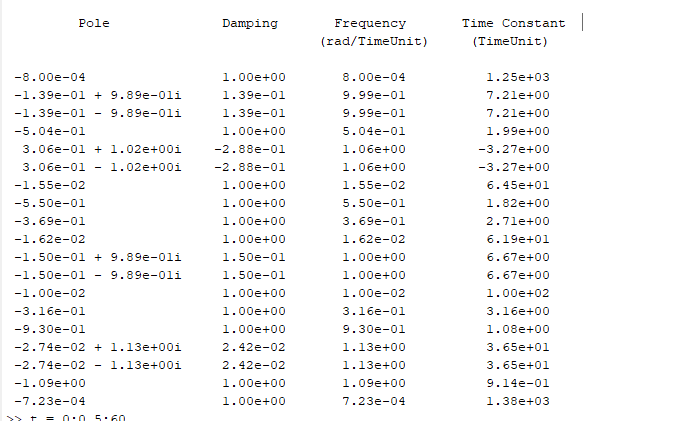 Pole Damping Frequency Time Constant
(rad/TimeUnit) (TimeUnit)
-8.00e-04 1.00e+00 8.00e-04 1.25e+03
-1.39e-01 + 9.89e-01i 1.39e-01 9.99e-01 7.21e+00
-1.39e-01 - 9.89e-01i 1.39e-01 9.99e-01 7.21e+00
-5.04e-01 1.00e+00 5.04e-01 1.99e+00
3.06e-01 + 1.02e+00i -2.88e-01 1.06e+00 -3.27e+00
3.06e-01 - 1.02e+00i -2.88e-01 1.06e+00 -3.27e+00
-1.55e-02 1.00e+00 1.55e-02 6.45e+01
-5.50e-01 1.00e+00 5.50e-01 1.82e+00
-3.69e-01 1.00e+00 3.69e-01 2.71e+00
-1.62e-02 1.00e+00 1.62e-02 6.19e+01
-1.50e-01 + 9.89e-01i 1.50e-01 1.00e+00 6.67e+00
-1.50e-01 - 9.89e-01i 1.50e-01 1.00e+00 6.67e+00
-1.00e-02 1.00e+00 1.00e-02 1.00e+02
-3.16e-01 1.00e+00 3.16e-01 3.16e+00
-9.30e-01 1.00e+00 9.30e-01 1.08e+00
-2.74e-02 + 1.13e+00i 2.42e-02 1.13e+00 3.65e+01
-2.74e-02 - 1.13e+00i 2.42e-02 1.13e+00 3.65e+01
-1.09e+00 1.00e+00 1.09e+00 9.14e-01
-7.23e-04 1.00e+00 7.23e-04 1.38e+03
>> t = 0:0.5:60